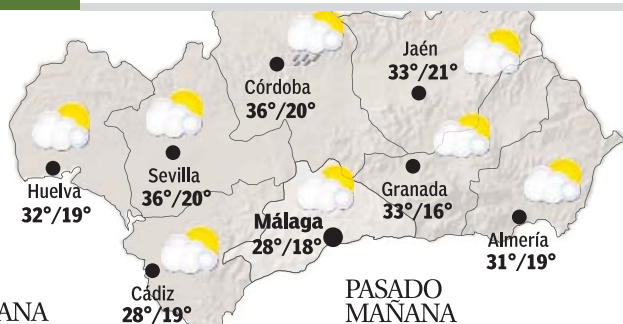 Jaén
33°/21°
Córdoba
36°/20°
Sevilla
36°/20°
Granada
33°/16°
Huelva
32°/19°
Málaga
28°/18°
Almería
31°/19°
Cádiz
28°/19°
PASADO
MAÑANA